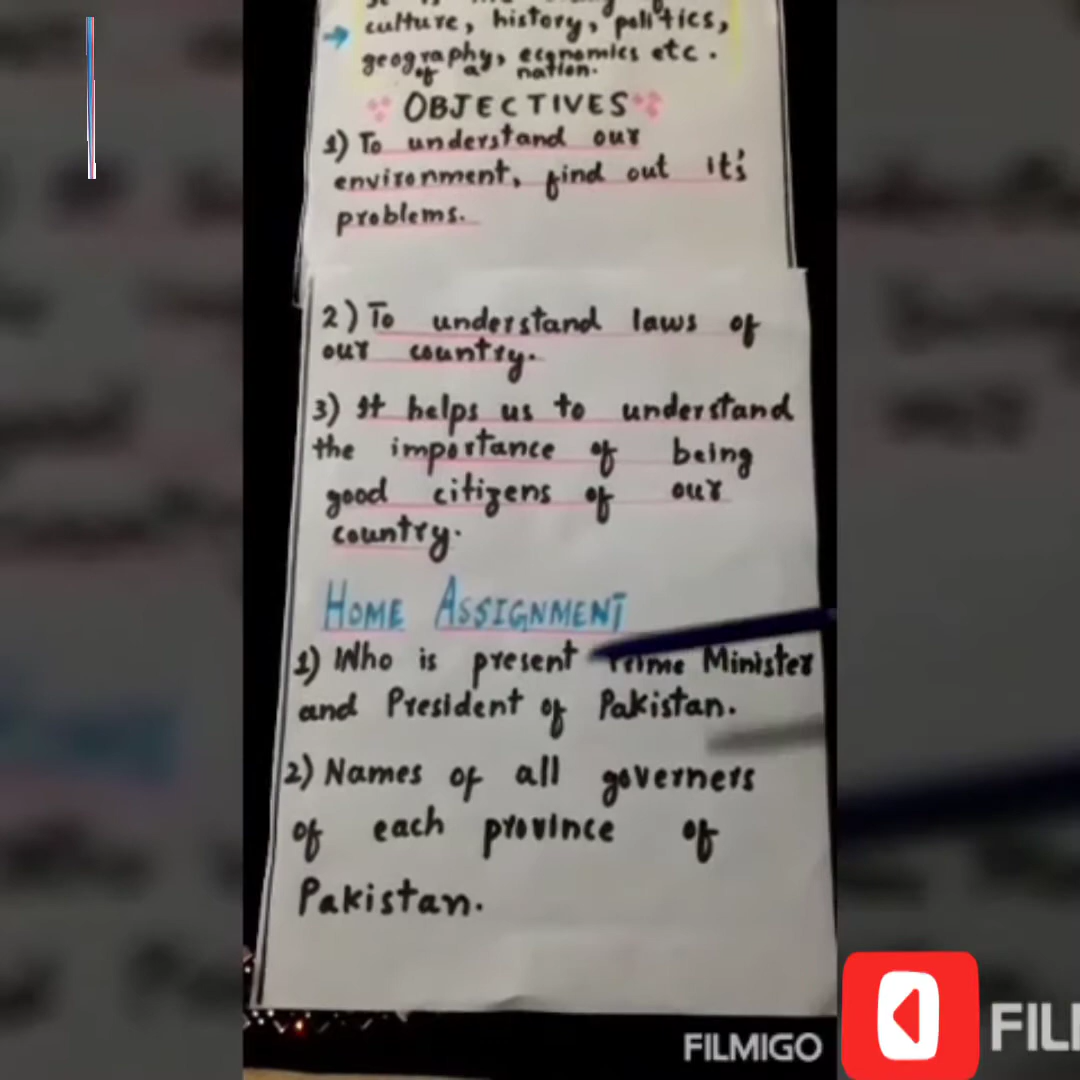 culture, history, politics,
geography, economics etc.
of a nation.
OBJECTIVES
1) To understand our
environment, find out it's
problems.
2) To understand laws of
our country.
3) It helps us to understand
the importance of being
good citizens of our
country.
HOME ASSIGNMENT
1) Who is present Prime Minister
and President of Pakistan.
2) Names of all governers
of each province of
Pakistan.
FILMIGO
FIL